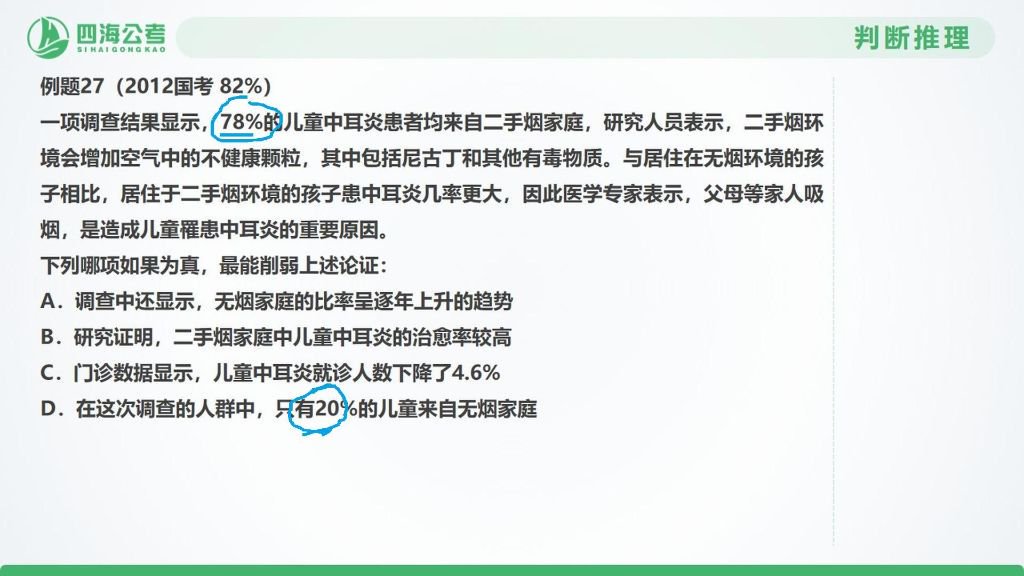 四海公考
SIHAIGONGKAO
判断推理
例题27（2012国考 82%）
一项调查结果显示，78%的儿童中耳炎患者均来自二手烟家庭，研究人员表示，二手烟环
境会增加空气中的不健康颗粒，其中包括尼古丁和其他有毒物质。与居住在无烟环境的孩
子相比，居住于二手烟环境的孩子患中耳炎几率更大，因此医学专家表示，父母等家人吸
烟，是造成儿童罹患中耳炎的重要原因。
下列哪项如果为真，最能削弱上述论证：
A．调查中还显示，无烟家庭的比率呈逐年上升的趋势
B．研究证明，二手烟家庭中儿童中耳炎的治愈率较高
C．门诊数据显示，儿童中耳炎就诊人数下降了4.6%
D．在这次调查的人群中，只有20%的儿童来自无烟家庭